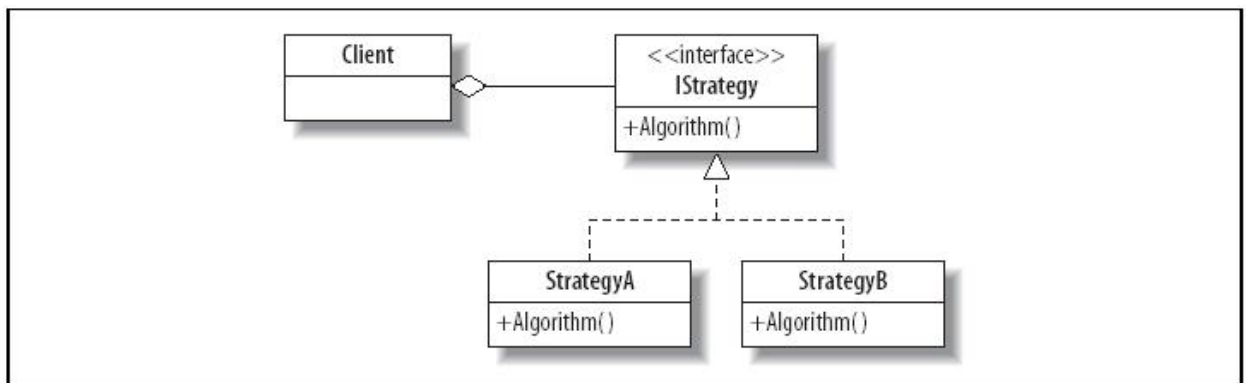 Client
<<interface>>
IStrategy
+Algorithm()
StrategyA
+Algorithm()
StrategyB
+Algorithm()